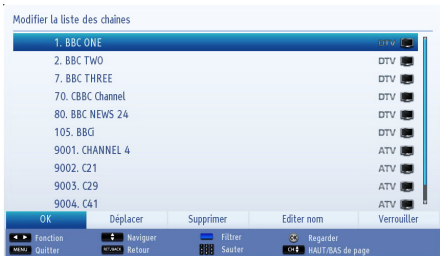 Modifier la liste des chaines
1. BBC ONE DTV
2. BBC TWO DTV
7. BBC THREE DTV
70. CBBC Channel DTV
80. BBC NEWS 24 DTV
105. BBCi DTV
9001. CHANNEL 4 ATV
9002. C21 ATV
9003. C29 ATV
9004. C41 ATV
OK Déplacer Supprimer Editer nom Verrouiller
Fonction Naviguer Filtrer OK Regarder
MENU Quitter RET/BACK Retour Sauter CH HAUT/BAS de page